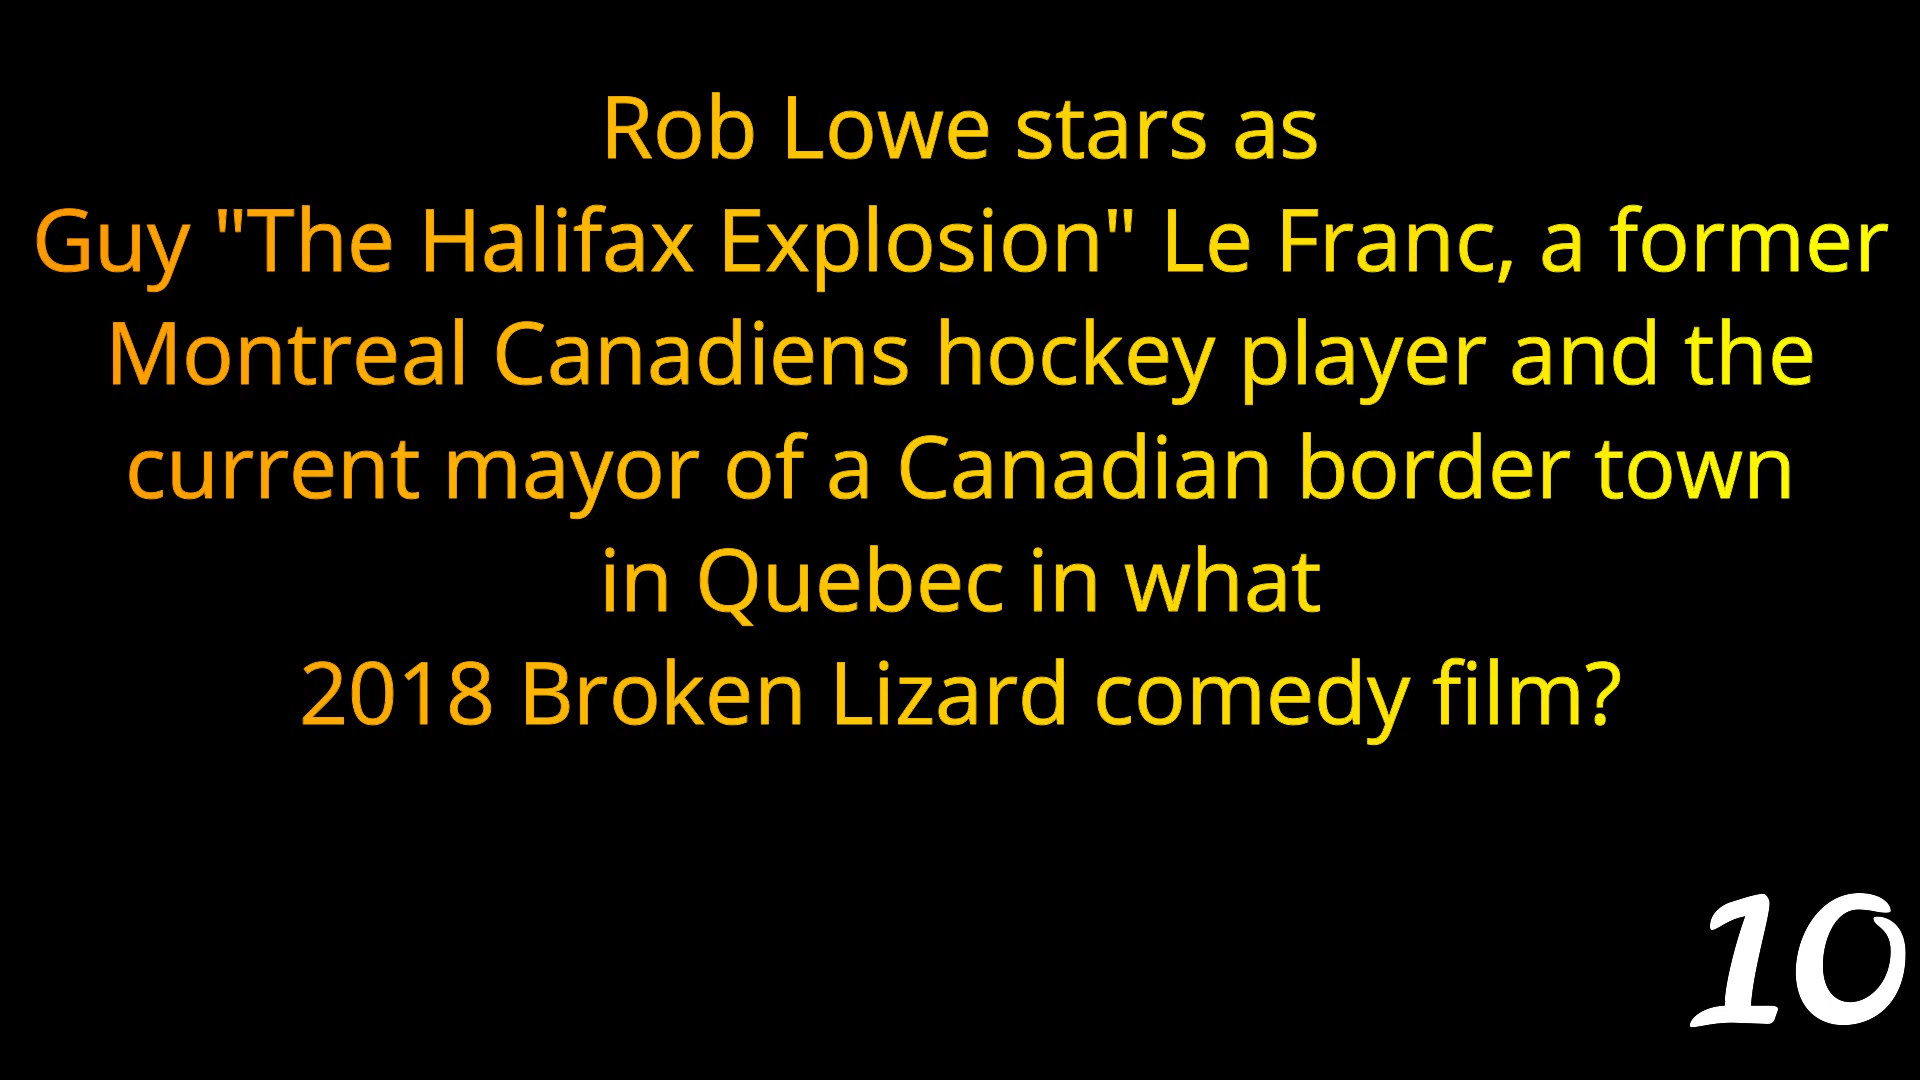 Rob Lowe stars as
Guy "The Halifax Explosion" Le Franc, a former
Montreal Canadiens hockey player and the
current mayor of a Canadian border town
in Quebec in what
2018 Broken Lizard comedy film?
10